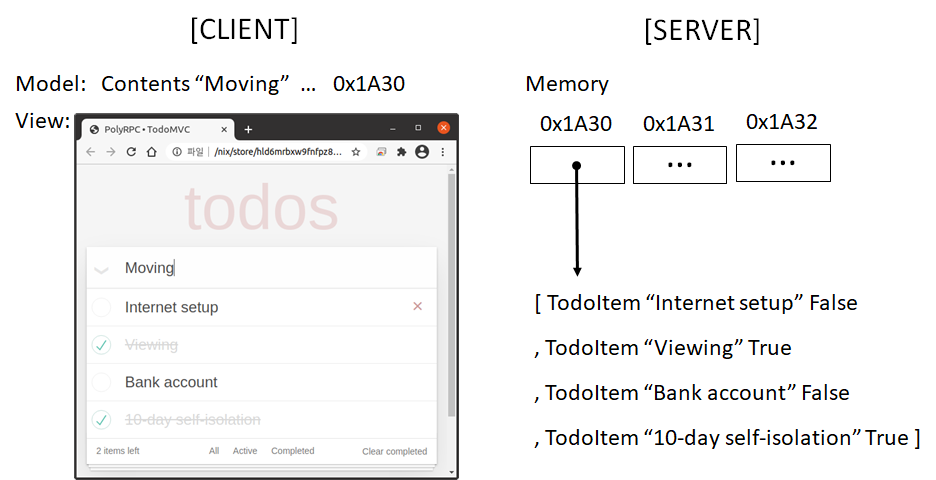 [CLIENT]
Model: Contents “Moving” … 0x1A30
View:
PolyRPC • TodoMVC
파일 | /nix/store/hld6mrbxw9fnfpz8...
todos
Moving
Internet setup
Viewing
Bank account
10-day self-isolation
2 items left All Active Completed Clear completed
[SERVER]
Memory
0x1A30 0x1A31 0x1A32
... ...
[ TodoItem “Internet setup” False
, TodoItem “Viewing” True
, TodoItem “Bank account” False
, TodoItem “10-day self-isolation” True ]